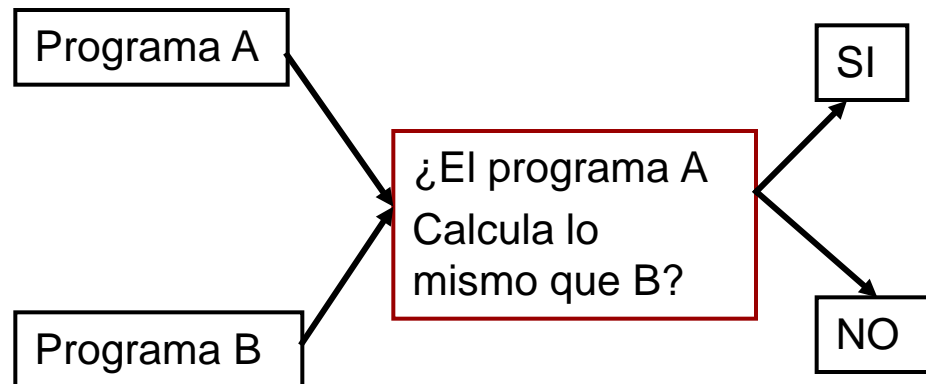 Programa A
SI
¿El programa A
Calcula lo
mismo que B?
Programa B
NO